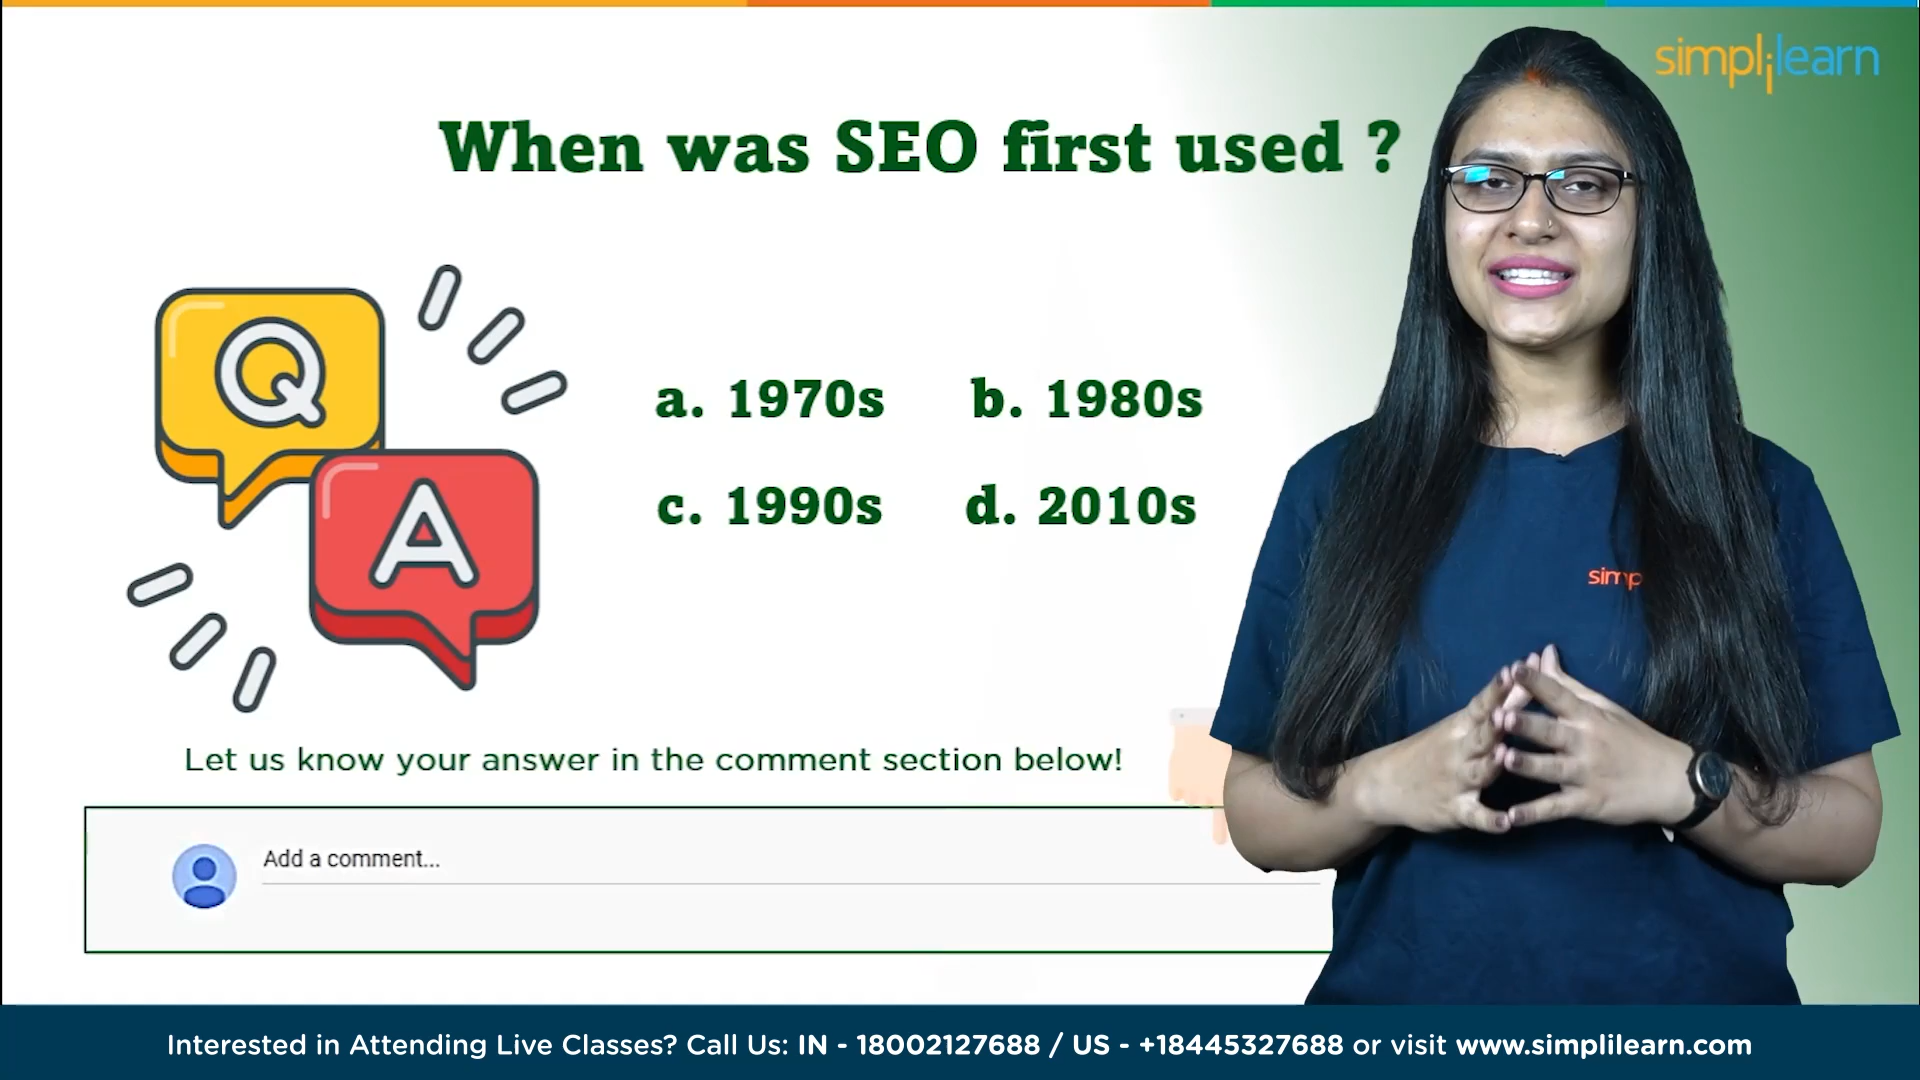 simplilearn
When was SEO first used ?
Q
A
a. 1970s b. 1980s
c. 1990s d. 2010s
simp
Let us know your answer in the comment section below!
Add a comment...
Interested in Attending Live Classes? Call Us: IN - 18002127688 / US - +18445327688 or visit www.simplilearn.com